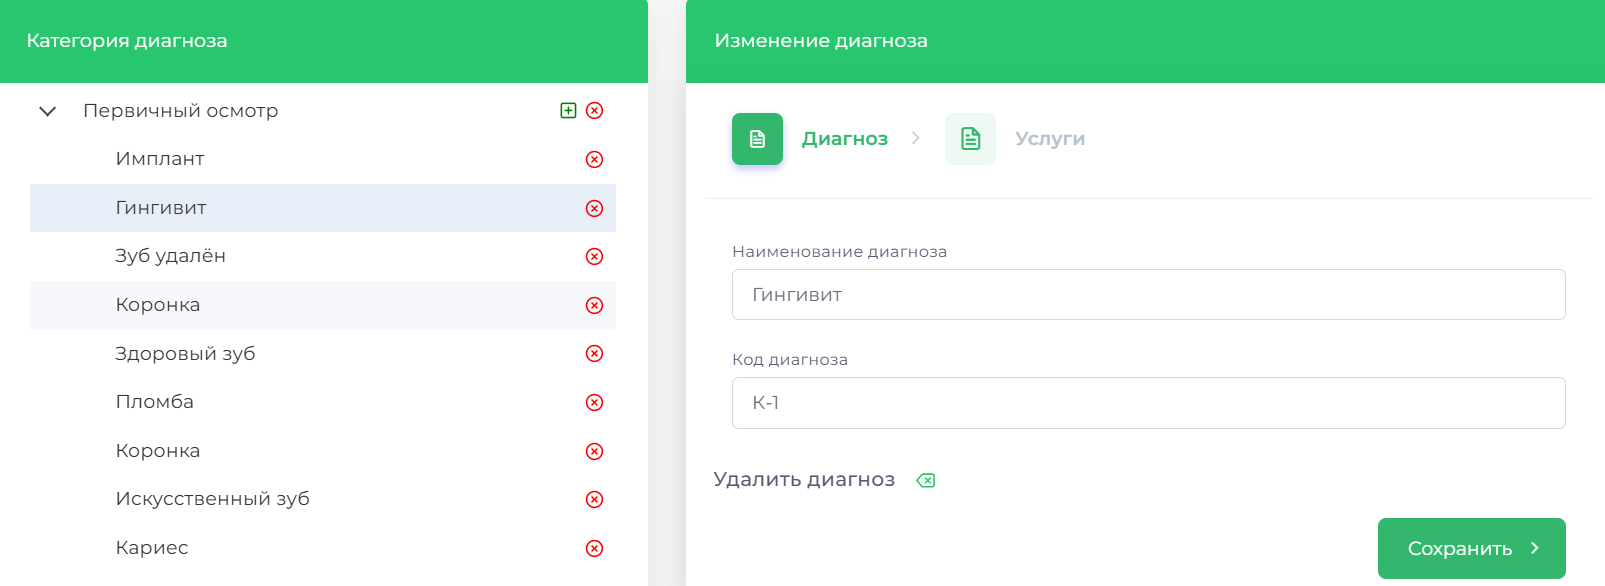 Категория диагноза
Первичный осмотр
Имплант
Гингивит
Зуб удалён
Коронка
Здоровый зуб
Пломба
Коронка
Искусственный зуб
Кариес
Изменение диагноза
Диагноз
Услуги
Наименование диагноза
Гингивит
Код диагноза
К-1
Удалить диагноз
Сохранить